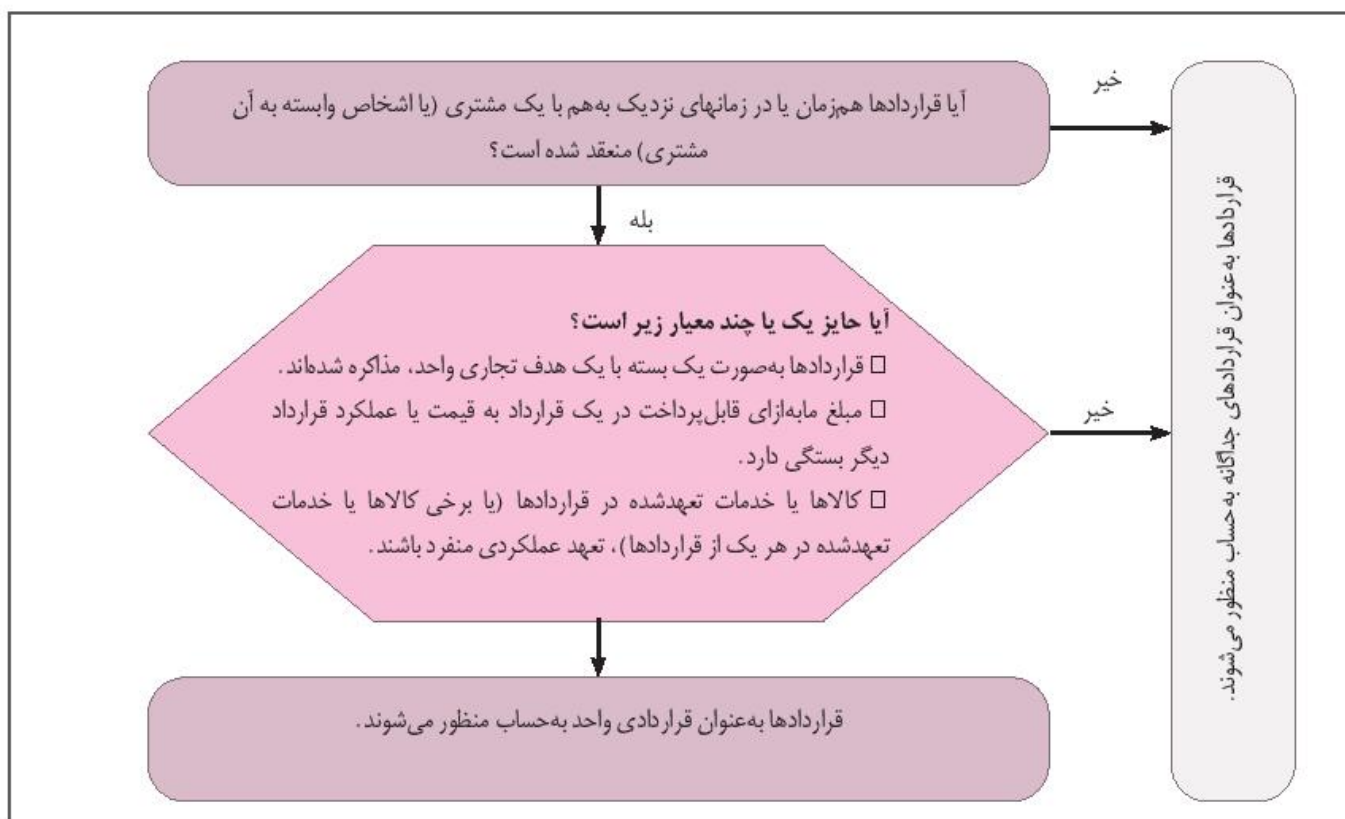 آیا قراردادها هم‌زمان یا در زمانهای نزدیک به‌هم با یک مشتری (یا اشخاص وابسته به آن
مشتری) منعقد شده است؟
خیر
بله
آیا حایز یک یا چند معیار زیر است؟
□ قراردادها به‌صورت یک بسته با یک هدف تجاری واحد، مذاکره شده‌اند.
□ مبلغ مابه‌ازای قابل‌پرداخت در یک قرارداد به قیمت یا عملکرد قرارداد
دیگر بستگی دارد.
□ کالاها یا خدمات تعهدشده در قراردادها (یا برخی کالاها یا خدمات
تعهدشده در هر یک از قراردادها)، تعهد عملکردی منفرد باشند.
خیر
قراردادها به‌عنوان قراردادی واحد به‌حساب منظور می‌شوند.
قراردادها به‌عنوان قراردادهای جداگانه به‌حساب منظور می‌شوند.